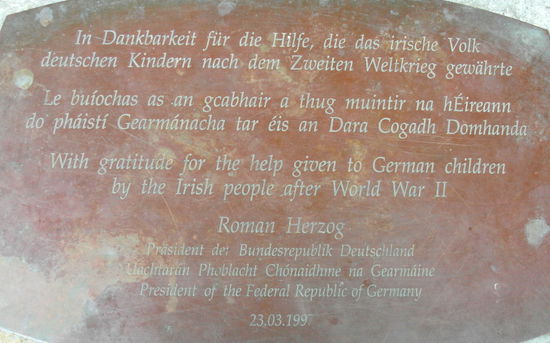 In Dankbarkeit für die Hilfe, die das irische Volk
deutschen Kindern nach dem Zweiten Weltkrieg gewährte
Le buíochas as an gcabhair a thug muintir na hÉireann
do pháistí Gearmánacha tar éis an Dara Cogadh Domhanda
With gratitude for the help given to German children
by the Irish people after World War II
Roman Herzog
Präsident der Bundesrepublik Deutschland
Uachtarán Phoblacht Chónaidhme na Gearmáine
President of the Federal Republic of Germany
23.03.199